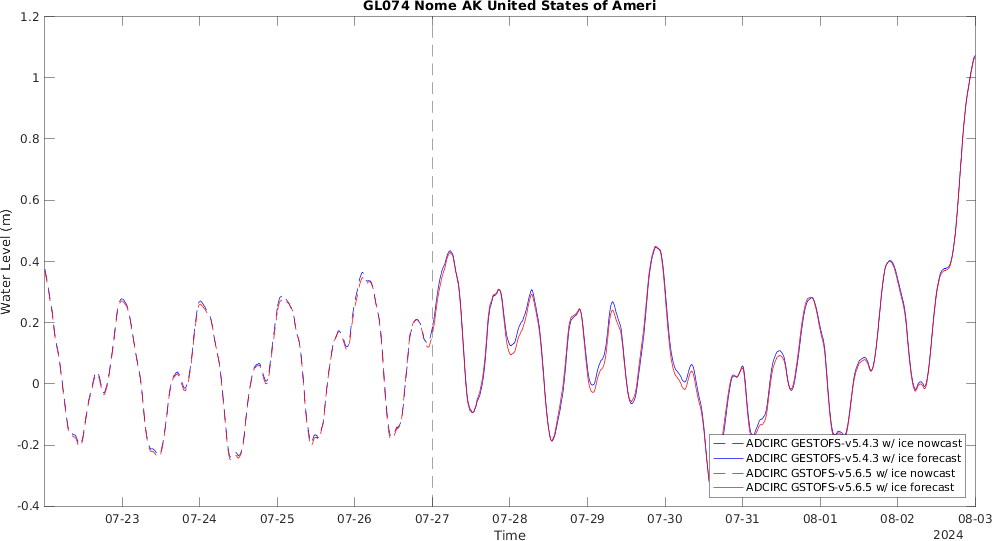 GL074 Nome AK United States of Ameri
1.2
1
0.8
0.6
0.4
0.2
0
-0.2
-0.4
Water Level (m)
ADCIRC GESTOFS-v5.4.3 w/ ice nowcast
ADCIRC GESTOFS-v5.4.3 w/ ice forecast
ADCIRC GSTOFS-v5.6.5 w/ ice nowcast
ADCIRC GSTOFS-v5.6.5 w/ ice forecast
07-23 07-24 07-25 07-26 07-27 07-28 07-29 07-30 07-31 08-01 08-02 08-03
Time
2024